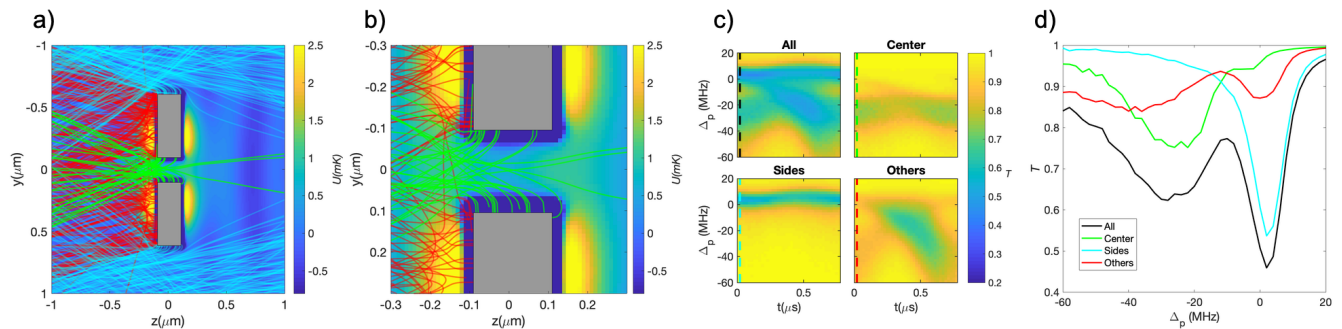 a)
-1
-0.5
0
0.5
1
y(μm)
-1
-0.5
0
0.5
1
z(μm)
2.5
2
1.5
1
0.5
0
-0.5
U(mK)
b)
-0.3
-0.2
-0.1
0
0.1
0.2
0.3
y(μm)
-0.3
-0.2
-0.1
0
0.1
0.2
z(μm)
2.5
2
1.5
1
0.5
0
-0.5
U(mK)
c)
All
Center
20
0
-20
-40
-60
Δp (MHz)
Sides
Others
20
0
-20
-40
-60
Δp (MHz)
0
0.5
t(μs)
0
0.5
t(μs)
1
0.9
0.8
0.7
0.6
0.5
0.4
0.3
0.2
T
d)
1
0.9
0.8
0.7
0.6
0.5
0.4
T
-60
-40
-20
0
20
Δp (MHz)
All
Center
Sides
Others